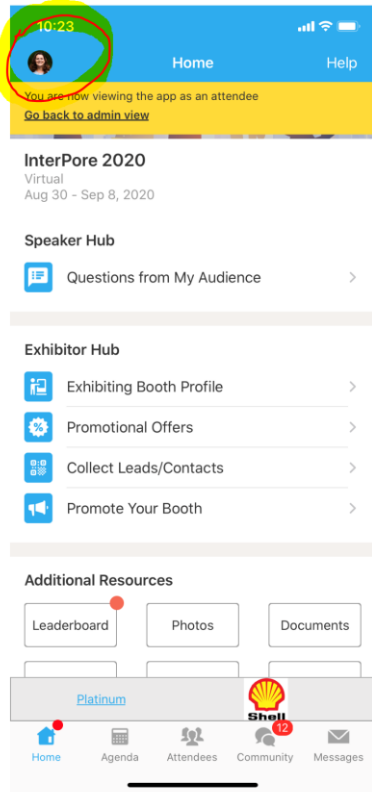 10:23
Home
Help
You are now viewing the app as an attendee
Go back to admin view
InterPore 2020
Virtual
Aug 30 - Sep 8, 2020
Speaker Hub
Questions from My Audience
Exhibitor Hub
Exhibiting Booth Profile
Promotional Offers
Collect Leads/Contacts
Promote Your Booth
Additional Resources
Leaderboard
Photos
Documents
Platinum
Shell
12
Home
Agenda
Attendees
Community
Messages